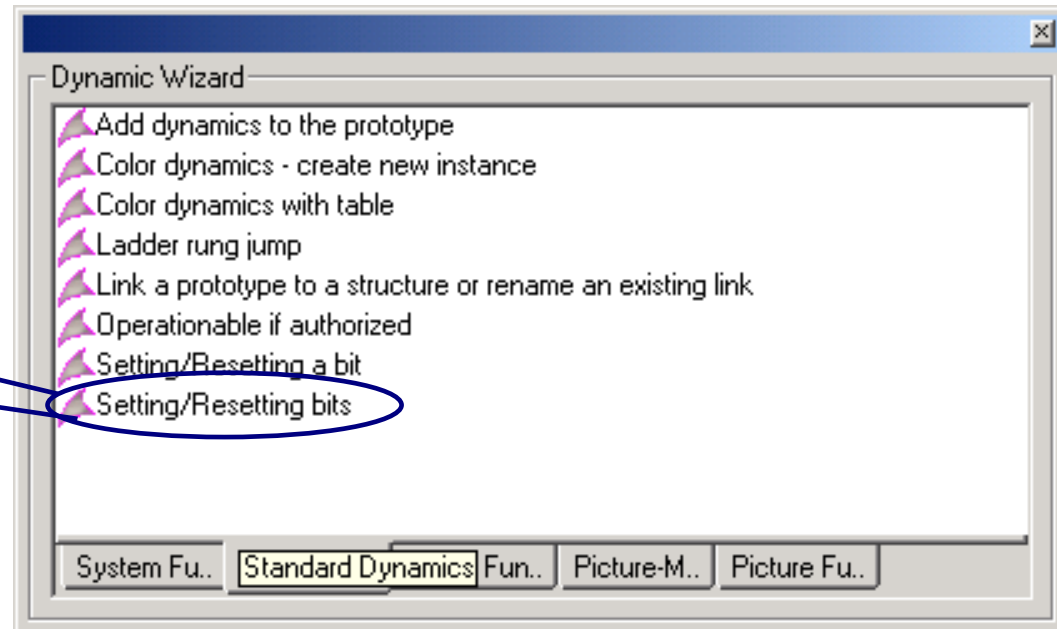 Dynamic Wizard
Add dynamics to the prototype
Color dynamics - create new instance
Color dynamics with table
Ladder rung jump
Link a prototype to a structure or rename an existing link
Operationable if authorized
Setting/Resetting a bit
Setting/Resetting bits
System Fu.. Standard Dynamics Fun.. Picture-M.. Picture Fu..